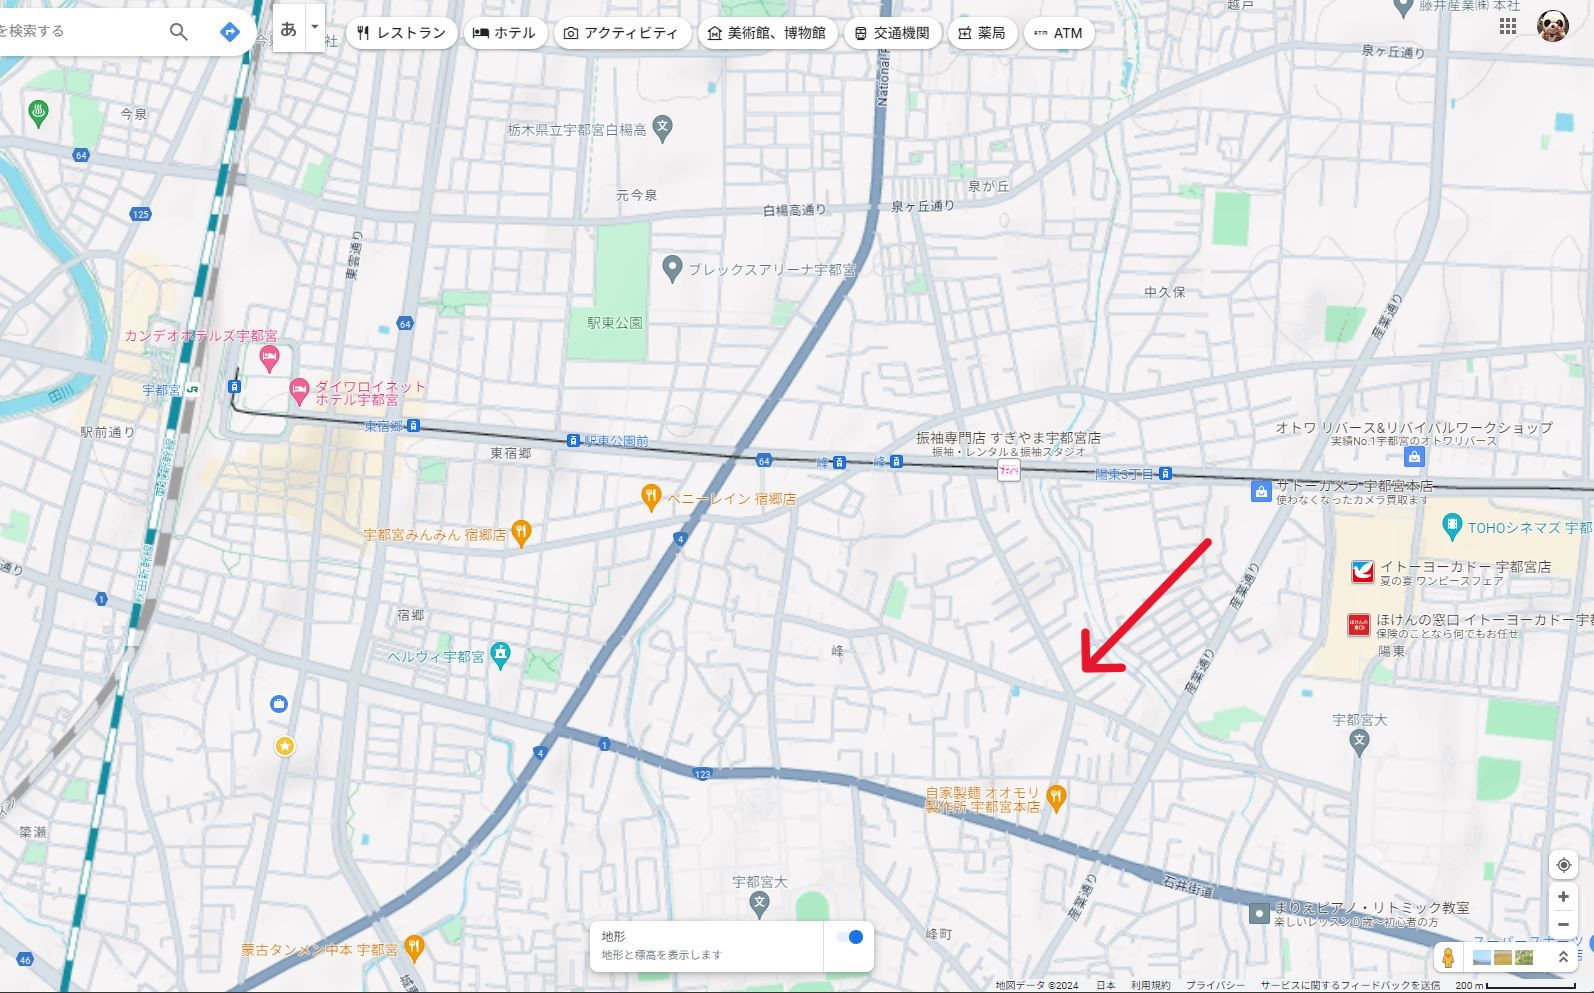 を検索する
あ
レストラン
ホテル
アクティビティ
美術館、博物館
交通機関
薬局
ATM
藤井産業㈱ 本社
越戸
泉ケ丘通り
今泉
64
125
栃木県立宇都宮白楊高
元今泉
白楊高通り
泉ケ丘通り
泉が丘
東雲通り
ブレックスアリーナ宇都宮
駅東公園
中久保
産業通り
カンデオホテルズ宇都宮
64
ダイワロイネット
ホテル宇都宮
宇都宮
JR
田川
駅前通り
東宿郷
駅東公園前
東宿郷
64
峰
峰
振袖専門店 すぎやま宇都宮店
振袖・レンタル＆振袖スタジオ
陽東3丁目
オトワ リバース&リバイバルワークショップ
実績No.1宇都宮のオトワリバース
サトーカメラ 宇都宮本店
使わなくなったカメラ買取ます
TOHOシネマズ 宇都
イトーヨーカドー 宇都宮店
夏の宴 ワンピースフェア
ほけんの窓口 イトーヨーカドー宇都
保険のことなら何でもお任せ
陽東
東北新幹線
秋田新幹線
ペニーレイン 宿郷店
宇都宮みんみん 宿郷店
4
1
宿郷
ベルヴィ宇都宮
峰
産業通り
産業通り
宇都宮大
4
1
123
自家製麺 オオモリ
製作所 宇都宮本店
簗瀬
宇都宮大
産業通り
石井街道
まりえピアノ・リトミック教室
楽しいレッスン0歳〜初心者の方
峰町
蒙古タンメン中本 宇都宮
46
地形
地形と標高を表示します
地図データ ©2024
日本
利用規約
プライバシー
サービスに関するフィードバックを送信
200 m